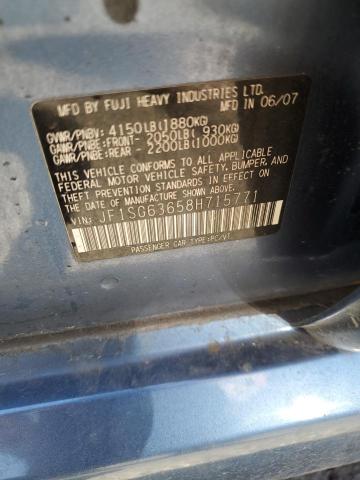 MFD BY FUJI HEAVY INDUSTRIES LTD.
MADE IN 06/07
GVWR/PNBV: 4150LB(1880KG)
GAWR/PNBE:FRONT- 2050LB( 930KG)
GAWR/PNBE:REAR - 2200LB(1000KG)
THIS VEHICLE CONFORMS TO ALL APPLICABLE
FEDERAL MOTOR VEHICLE SAFETY, BUMPER, AND
THEFT PREVENTION STANDARDS IN EFFECT ON THE
DATE OF MANUFACTURE SHOWN ABOVE.
JF1SG63658H715771
PASSENGER CAR TYPE:PC/VT.